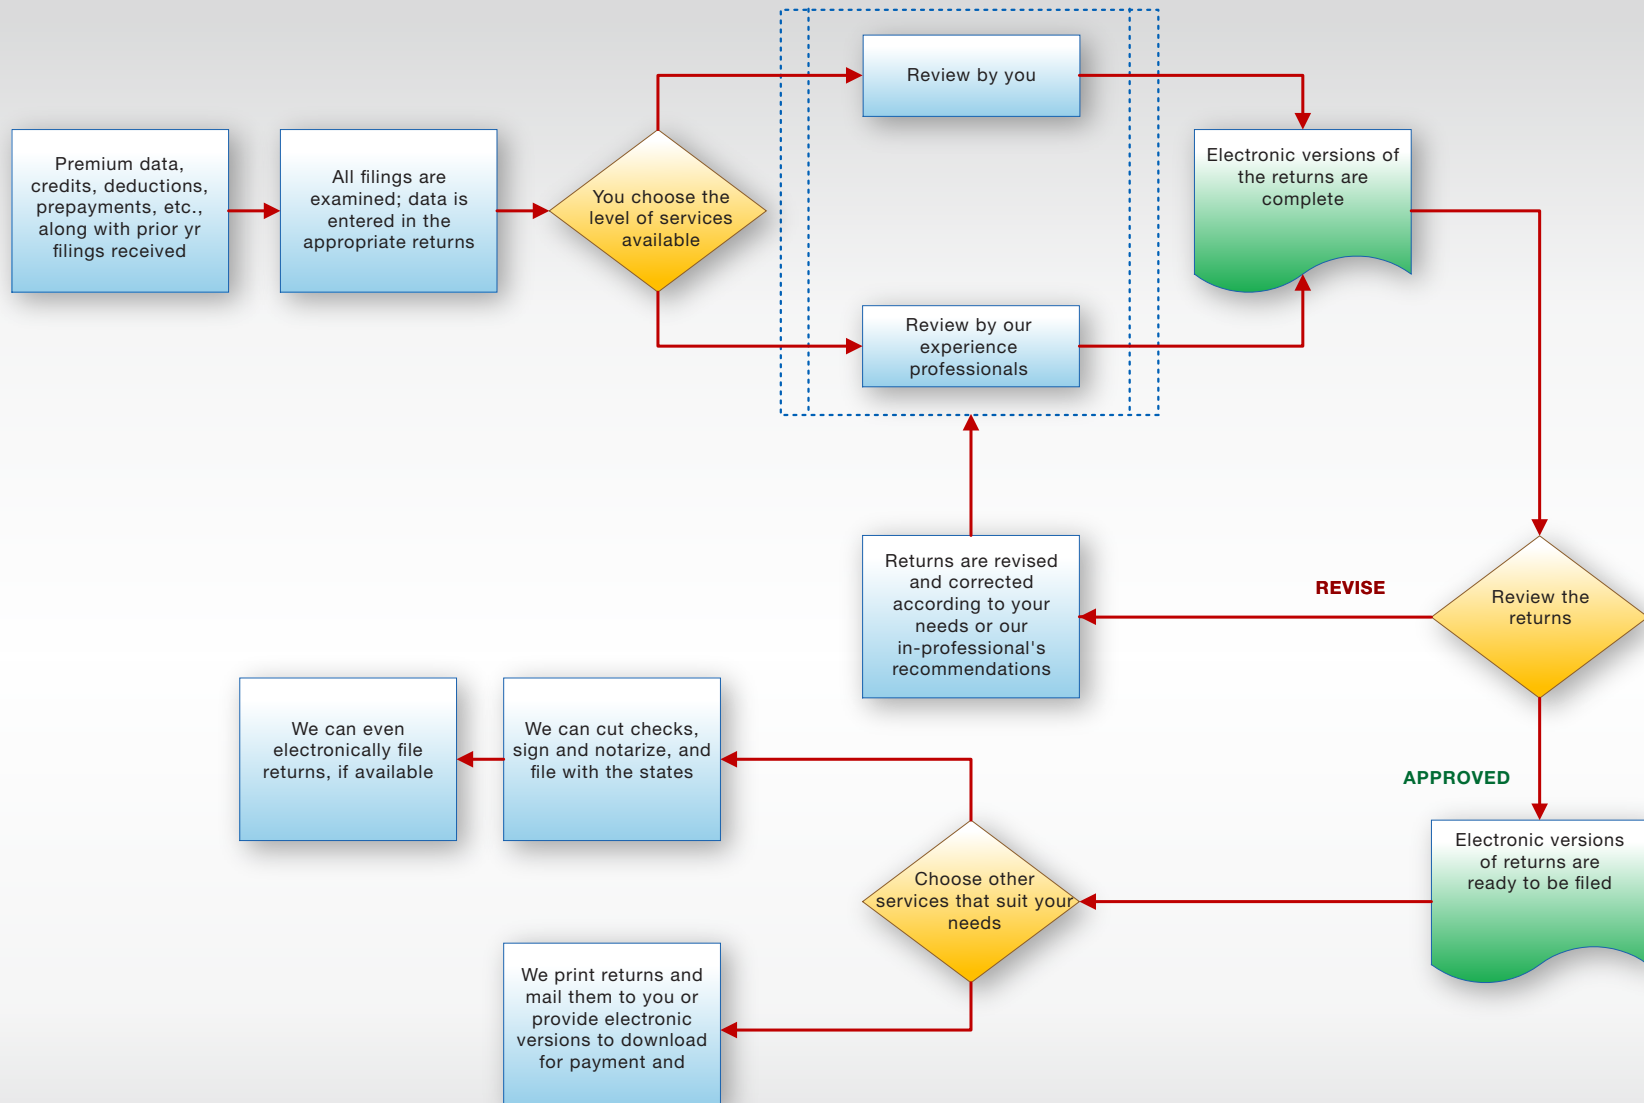 Premium data,
credits, deductions,
prepayments, etc.,
along with prior yr
filings received
All filings are
examined; data is
entered in the
appropriate returns
You choose the
level of services
available
Review by you
Review by our
experience
professionals
Electronic versions of
the returns are
complete
Review the
returns
REVISE
Returns are revised
and corrected
according to your
needs or our
in-professional's
recommendations
APPROVED
Electronic versions
of returns are
ready to be filed
Choose other
services that suit your
needs
We can cut checks,
sign and notarize, and
file with the states
We can even
electronically file
returns, if available
We print returns and
mail them to you or
provide electronic
versions to download
for payment and